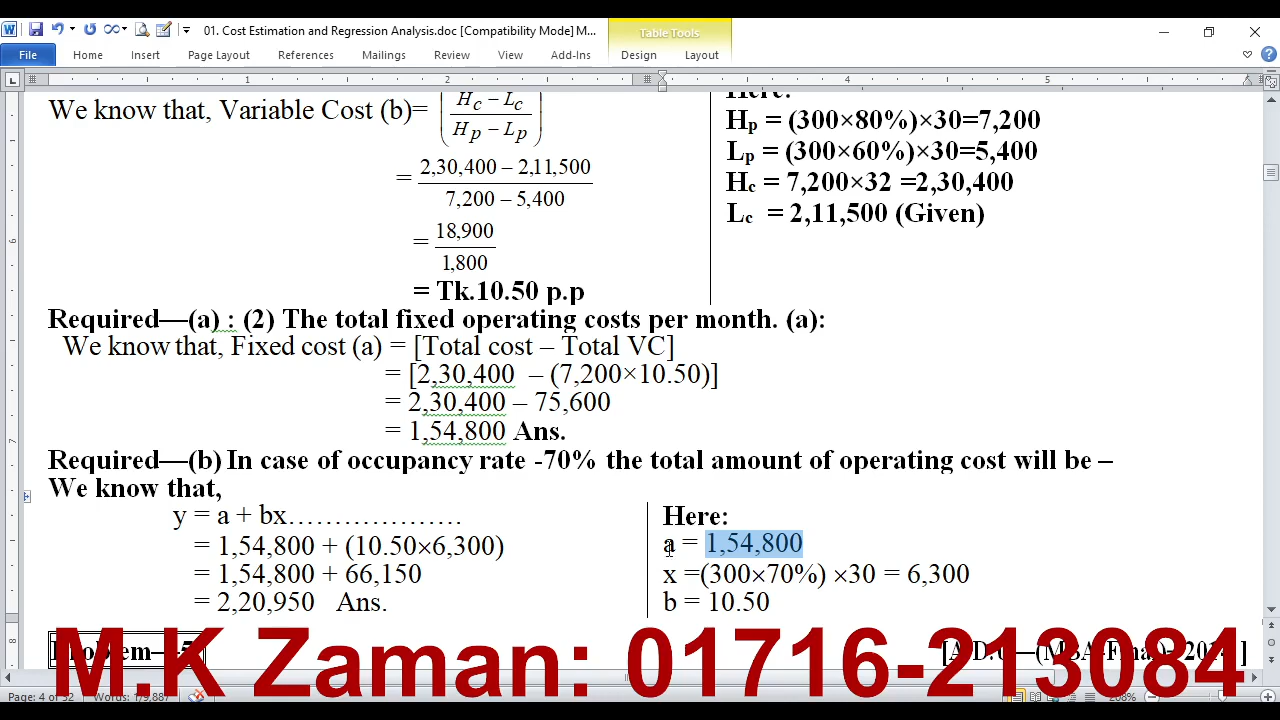 01. Cost Estimation and Regression Analysis.doc [Compatibility Mode] M...
Table Tools
File Home Insert Page Layout References Mailings Review View Add-Ins Design Layout
1 2 4 5
Here:
We know that, Variable Cost (b)= (Hc – Lc / Hp – Lp)
Hp = (300×80%)×30=7,200
Lp = (300×60%)×30=5,400
Hc = 7,200×32 =2,30,400
Lc = 2,11,500 (Given)
= 2,30,400 – 2,11,500 / 7,200 – 5,400
= 18,900 / 1,800
= Tk.10.50 p.p
Required—(a) : (2) The total fixed operating costs per month. (a):
We know that, Fixed cost (a) = [Total cost – Total VC]
= [2,30,400 – (7,200×10.50)]
= 2,30,400 – 75,600
= 1,54,800 Ans.
Required—(b) In case of occupancy rate -70% the total amount of operating cost will be –
We know that,
y = a + bx...................
= 1,54,800 + (10.50×6,300)
= 1,54,800 + 66,150
= 2,20,950 Ans.
Here:
a = 1,54,800
x =(300×70%) ×30 = 6,300
b = 10.50
M.K Zaman: 01716-213084